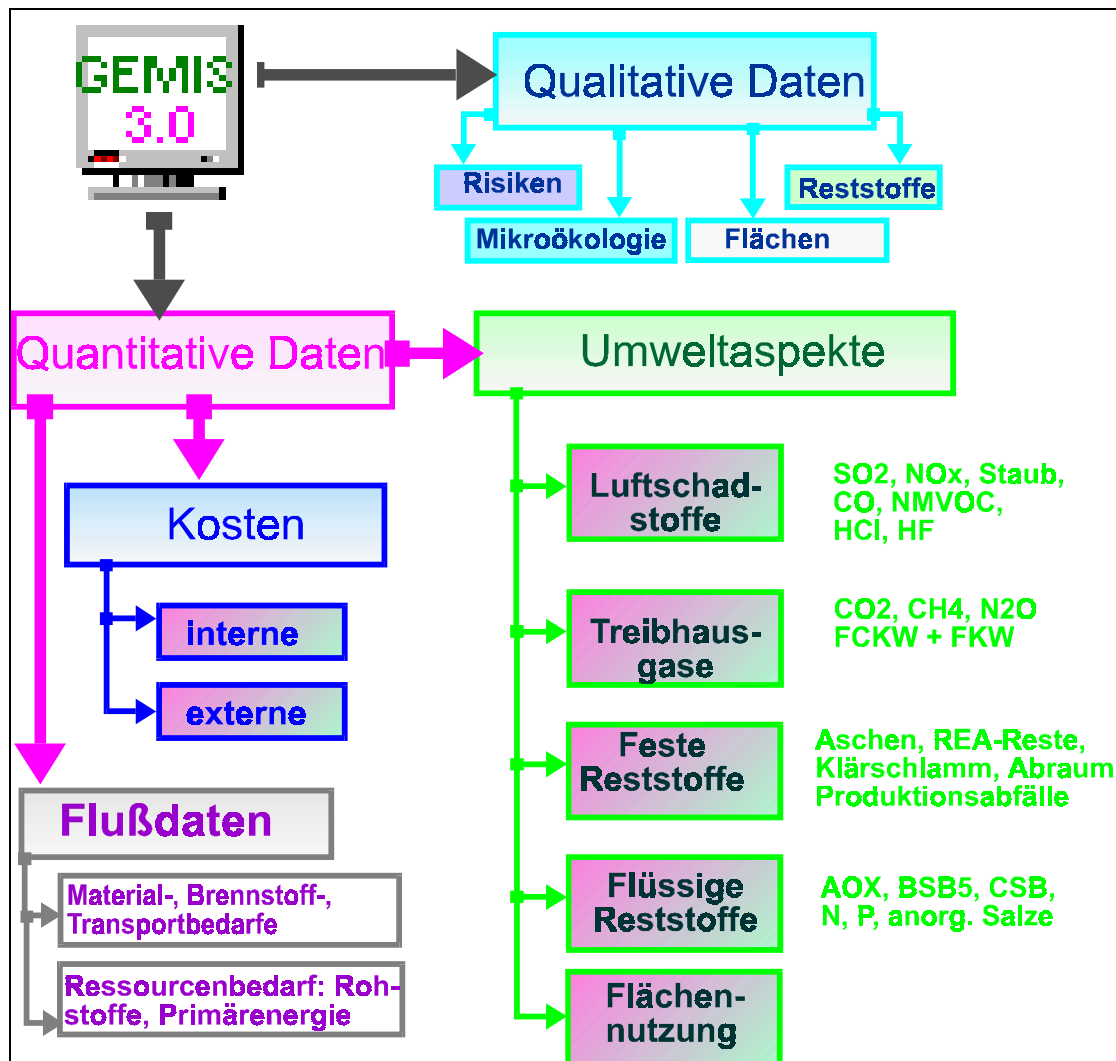 GEMIS
3.0
Qualitative Daten
Risiken
Reststoffe
Mikroökologie
Flächen
Quantitative Daten
Umweltaspekte
Kosten
interne
externe
Flußdaten
Material-, Brennstoff-,
Transportbedarfe
Ressourcenbedarf: Roh-
stoffe, Primärenergie
Luftschad-
stoffe
SO2, NOx, Staub,
CO, NMVOC,
HCl, HF
Treibhaus-
gase
CO2, CH4, N2O
FCKW + FKW
Feste
Reststoffe
Aschen, REA-Reste,
Klärschlamm, Abraum
Produktionsabfälle
Flüssige
Reststoffe
AOX, BSB5, CSB,
N, P, anorg. Salze
Flächen-
nutzung